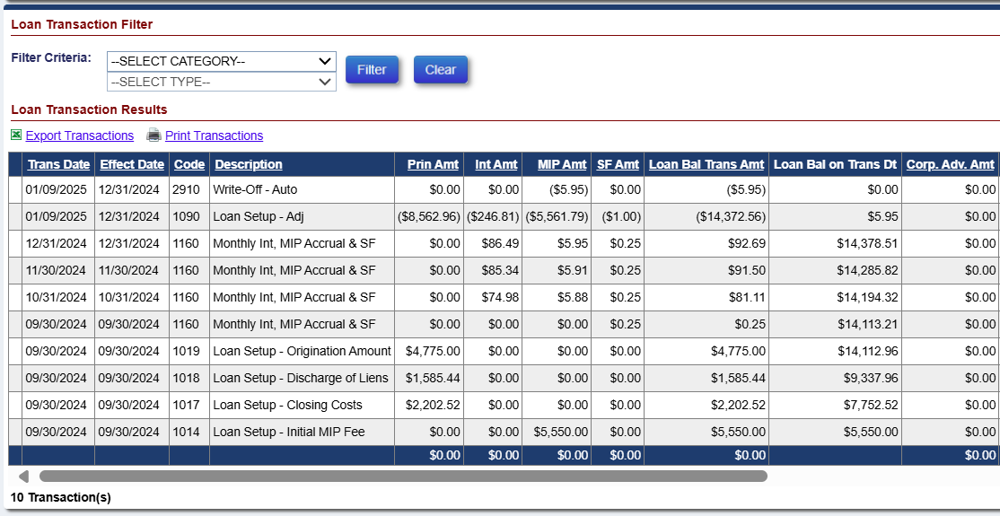 Loan Transaction Filter
Filter Criteria: --SELECT CATEGORY-- Filter Clear
--SELECT TYPE--
Loan Transaction Results
Export Transactions Print Transactions
Trans Date Effect Date Code Description Prin Amt Int Amt MIP Amt SF Amt Loan Bal Trans Amt Loan Bal on Trans Dt Corp. Adv. Amt
01/09/2025 12/31/2024 2910 Write-Off - Auto $0.00 $0.00 ($5.95) $0.00 ($5.95) $0.00 $0.00
01/09/2025 12/31/2024 1090 Loan Setup - Adj ($8,562.96) ($246.81) ($5,561.79) ($1.00) ($14,372.56) $5.95 $0.00
12/31/2024 12/31/2024 1160 Monthly Int, MIP Accrual & SF $0.00 $86.49 $5.95 $0.25 $92.69 $14,378.51 $0.00
11/30/2024 11/30/2024 1160 Monthly Int, MIP Accrual & SF $0.00 $85.34 $5.91 $0.25 $91.50 $14,285.82 $0.00
10/31/2024 10/31/2024 1160 Monthly Int, MIP Accrual & SF $0.00 $74.98 $5.88 $0.25 $81.11 $14,194.32 $0.00
09/30/2024 09/30/2024 1160 Monthly Int, MIP Accrual & SF $0.00 $0.00 $0.00 $0.25 $0.25 $14,113.21 $0.00
09/30/2024 09/30/2024 1019 Loan Setup - Origination Amount $4,775.00 $0.00 $0.00 $0.00 $4,775.00 $14,112.96 $0.00
09/30/2024 09/30/2024 1018 Loan Setup - Discharge of Liens $1,585.44 $0.00 $0.00 $0.00 $1,585.44 $9,337.96 $0.00
09/30/2024 09/30/2024 1017 Loan Setup - Closing Costs $2,202.52 $0.00 $0.00 $0.00 $2,202.52 $7,752.52 $0.00
09/30/2024 09/30/2024 1014 Loan Setup - Initial MIP Fee $0.00 $0.00 $5,550.00 $0.00 $5,550.00 $5,550.00 $0.00
$0.00 $0.00 $0.00 $0.00 $0.00 $0.00
10 Transaction(s)